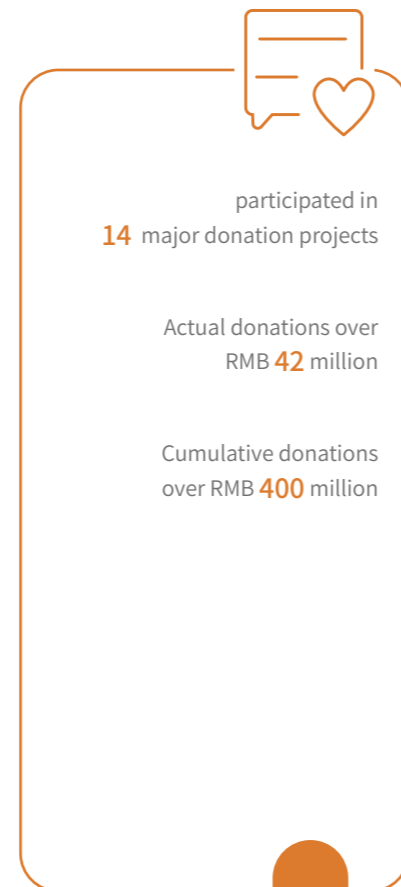 participated in
14 major donation projects
Actual donations over
RMB 42 million
Cumulative donations
over RMB 400 million